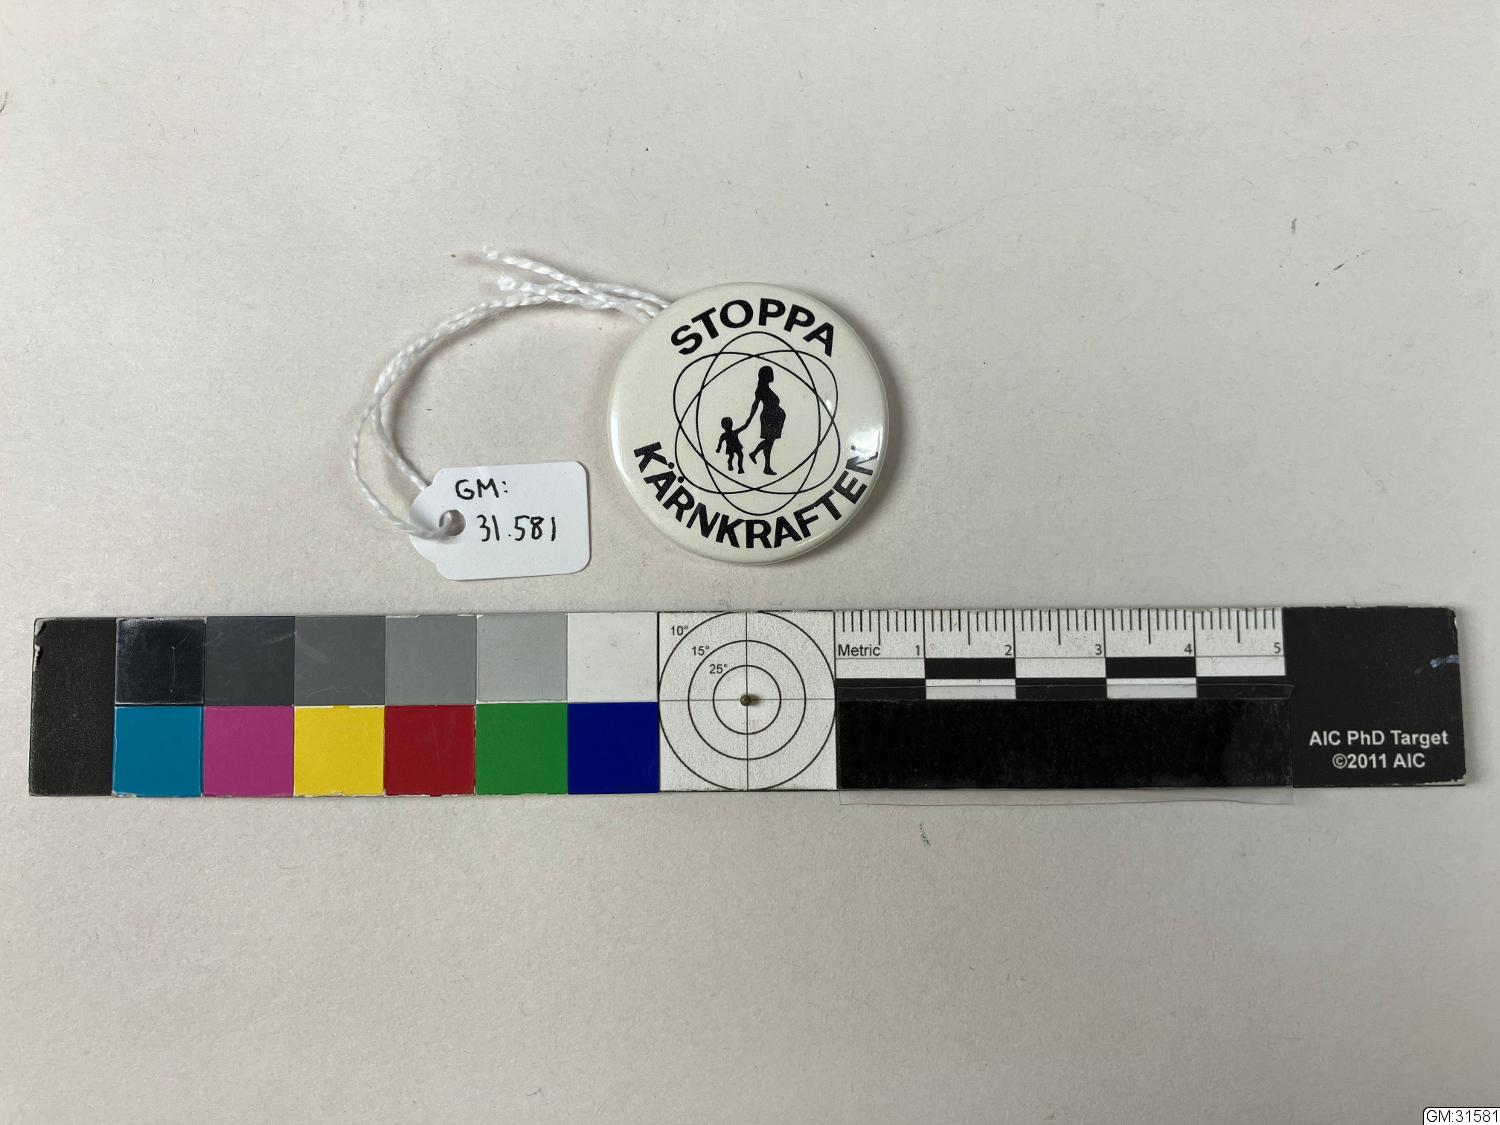 STOPPA
KÄRNKRAFTEN
GM:
31.581
10°
15°
25°
Metric 1 2 3 4 5
AIC PhD Target
©2011 AIC
GM:31581